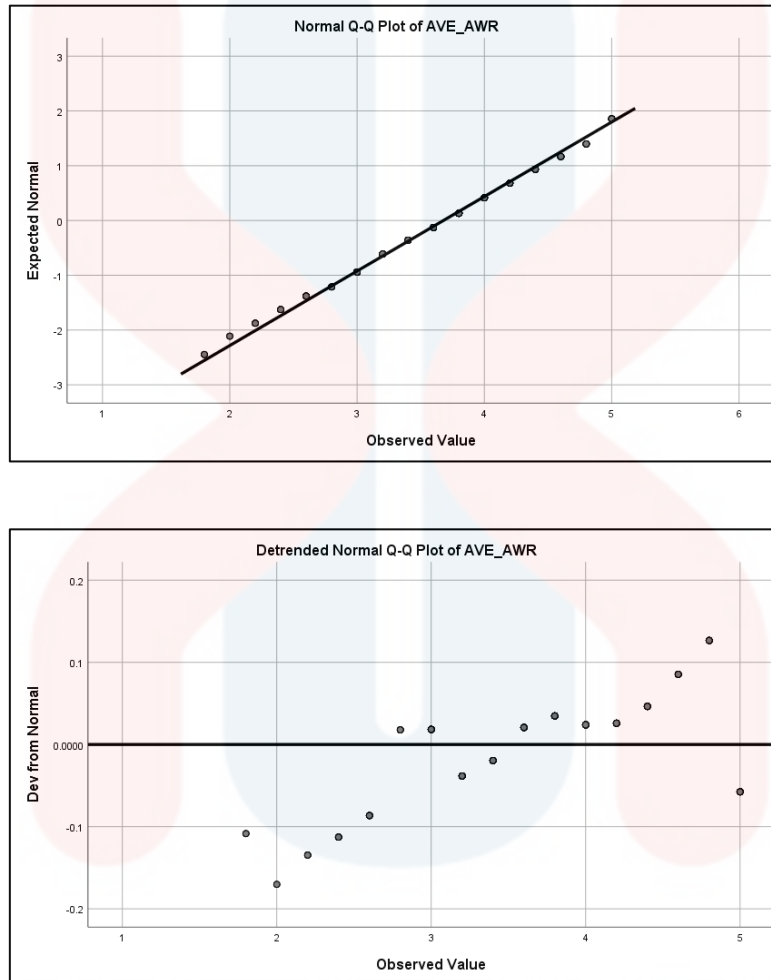 Normal Q-Q Plot of AVE_AWR
3
2
1
0
-1
-2
-3
Expected Normal
1 2 3 4 5 6
Observed Value
Detrended Normal Q-Q Plot of AVE_AWR
0.2
0.1
0.0000
-0.1
-0.2
Dev from Normal
1 2 3 4 5
Observed Value